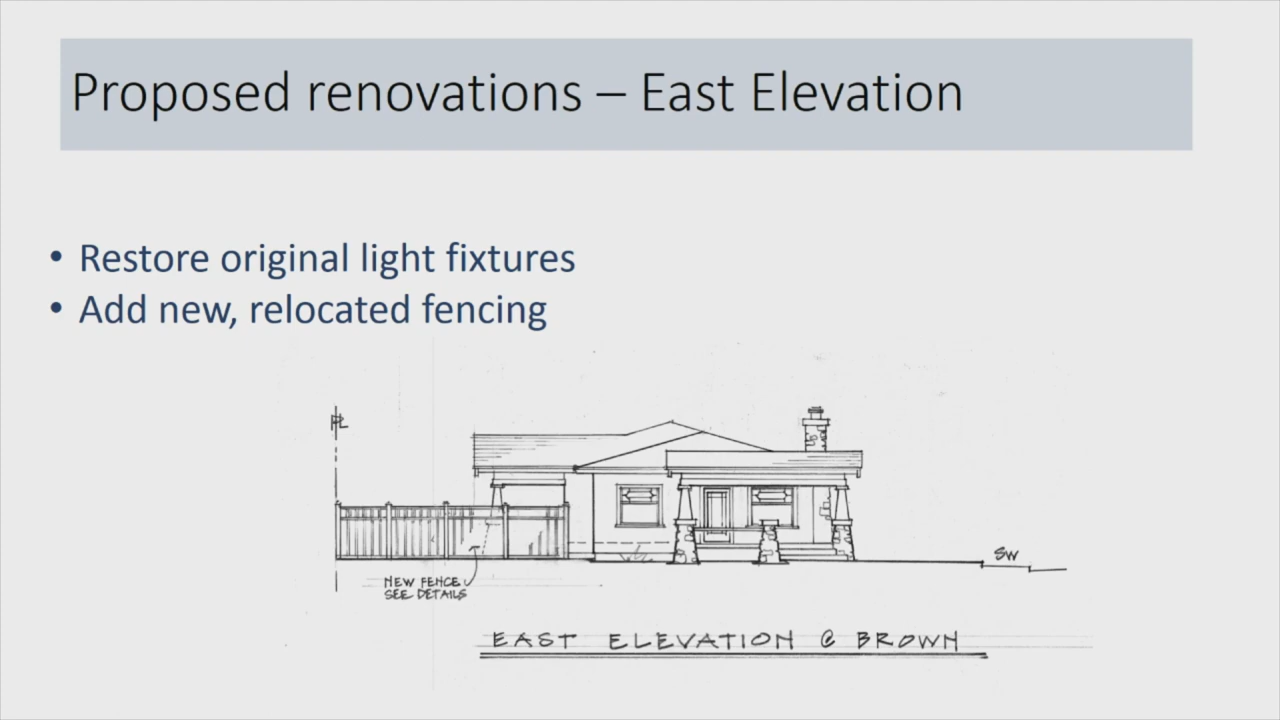 Proposed renovations – East Elevation
• Restore original light fixtures
• Add new, relocated fencing
PL
SW
NEW FENCE
SEE DETAILS
EAST ELEVATION @ BROWN